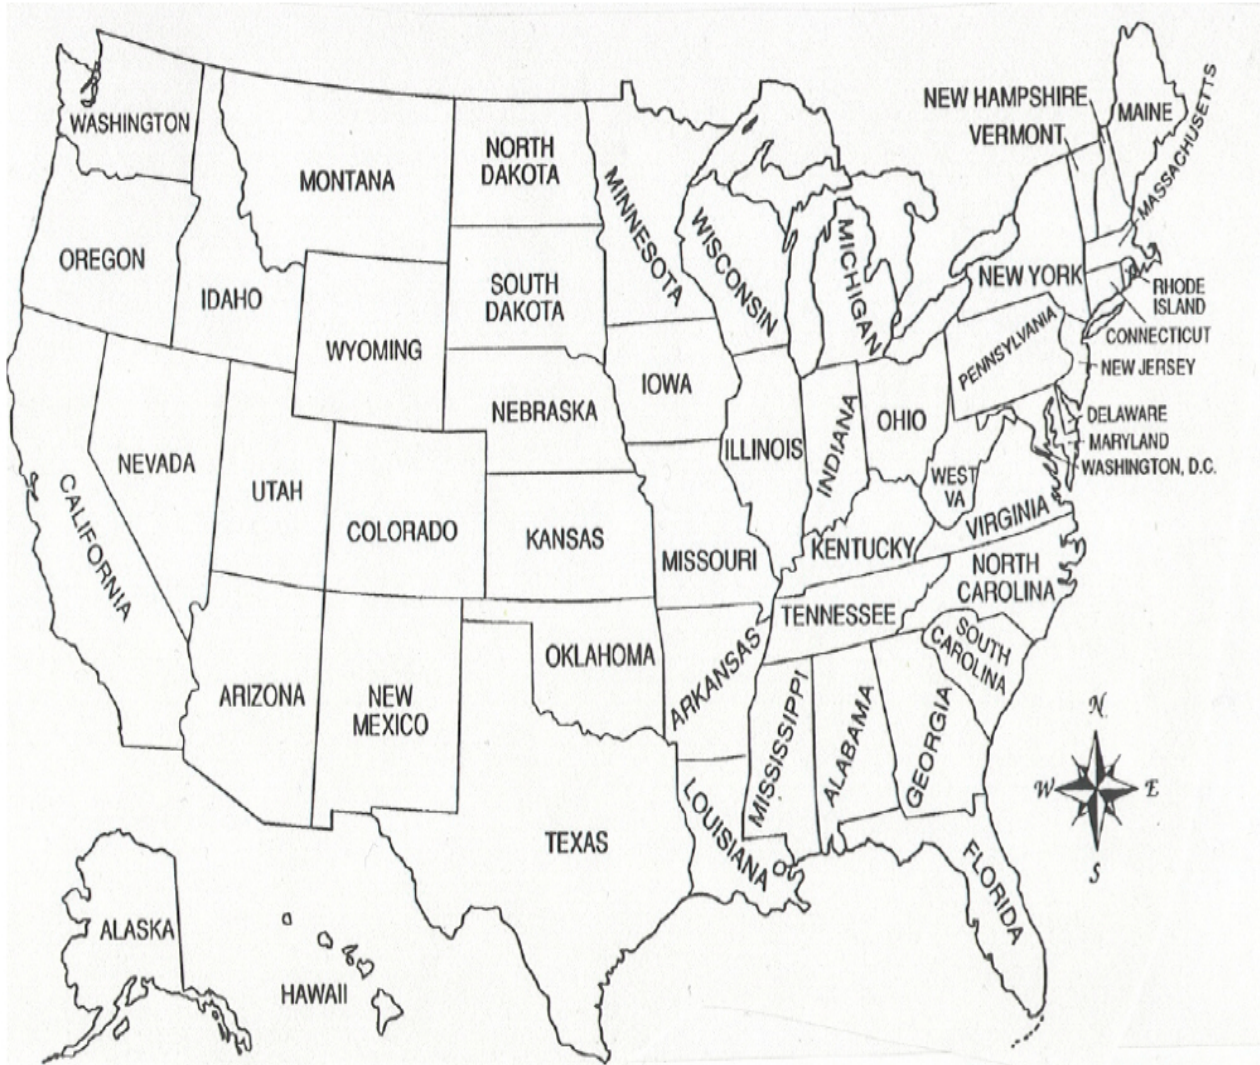 NEW HAMPSHIRE
VERMONT
MAINE
MASSACHUSETTS
WASHINGTON
MONTANA
NORTH
DAKOTA
MINNESOTA
OREGON
IDAHO
SOUTH
DAKOTA
WISCONSIN
MICHIGAN
NEW YORK
RHODE
ISLAND
CONNECTICUT
WYOMING
IOWA
PENNSYLVANIA
NEW JERSEY
NEBRASKA
ILLINOIS
INDIANA
OHIO
DELAWARE
MARYLAND
WASHINGTON, D.C.
NEVADA
UTAH
COLORADO
KANSAS
MISSOURI
WEST
VA
VIRGINIA
CALIFORNIA
KENTUCKY
NORTH
CAROLINA
TENNESSEE
ARIZONA
NEW
MEXICO
OKLAHOMA
ARKANSAS
SOUTH
CAROLINA
MISSISSIPPI
ALABAMA
GEORGIA
N
W
E
S
TEXAS
LOUISIANA
FLORIDA
ALASKA
HAWAII